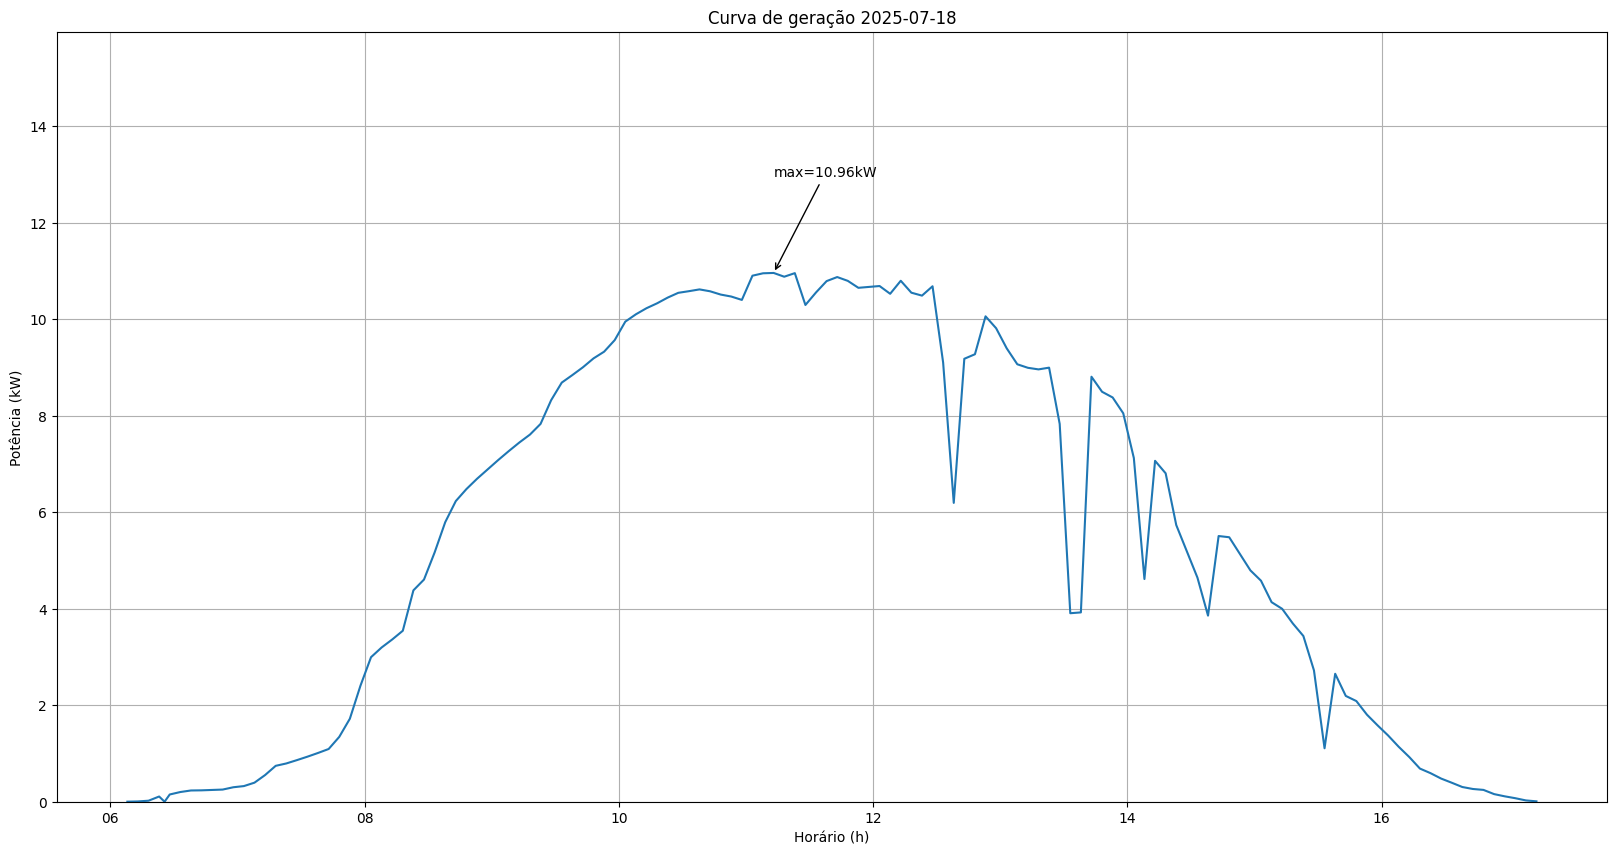 Curva de geração 2025-07-18
14
max=10.96kW
12
10
8
Potência (kW)
6
4
2
0
06 08 10 12 14 16
Horário (h)